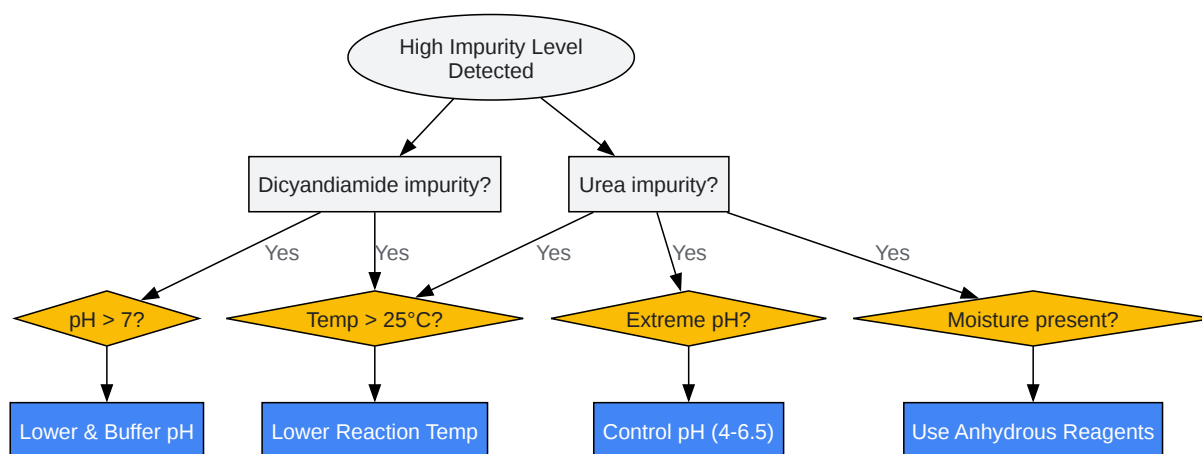 High Impurity Level
Detected
Dicyandiamide impurity?
Urea impurity?
Yes
Yes
Yes
Yes
Yes
pH > 7?
Temp > 25°C?
Extreme pH?
Moisture present?
Lower & Buffer pH
Lower Reaction Temp
Control pH (4-6.5)
Use Anhydrous Reagents